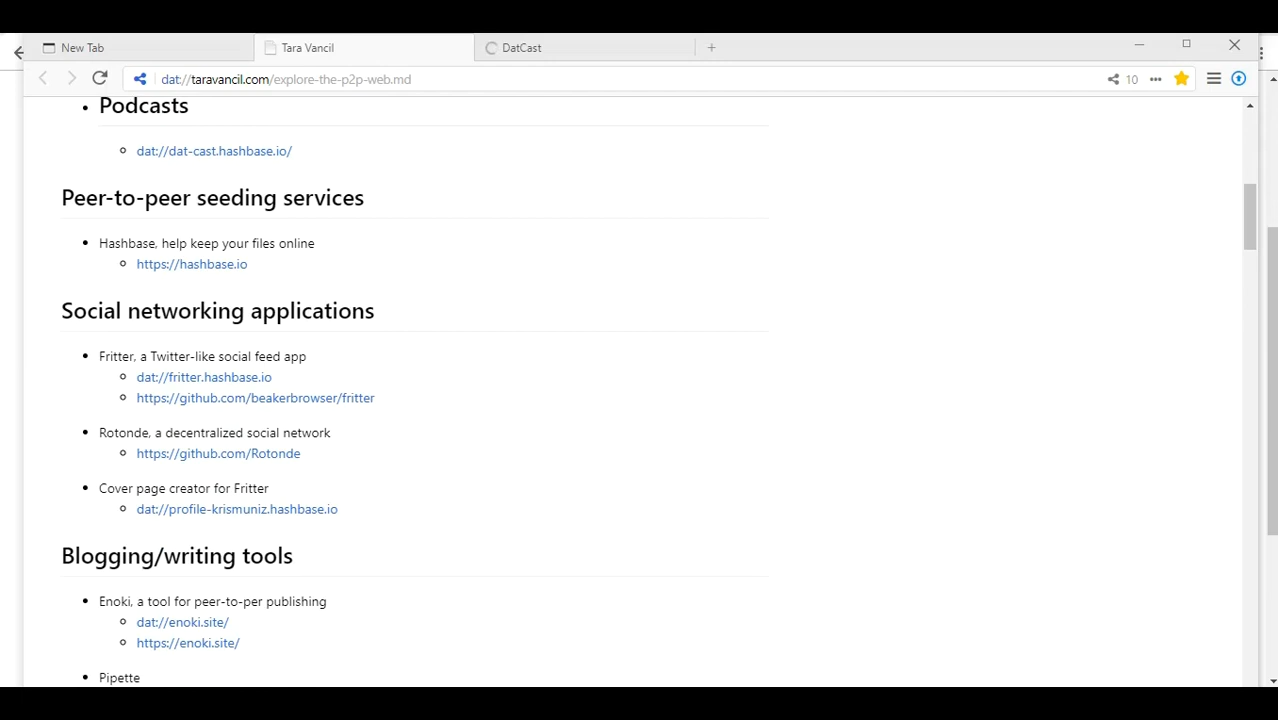 New Tab
Tara Vancil
DatCast
dat://taravancil.com/explore-the-p2p-web.md
10
Podcasts
dat://dat-cast.hashbase.io/
Peer-to-peer seeding services
Hashbase, help keep your files online
https://hashbase.io
Social networking applications
Fritter, a Twitter-like social feed app
dat://fritter.hashbase.io
https://github.com/beakerbrowser/fritter
Rotonde, a decentralized social network
https://github.com/Rotonde
Cover page creator for Fritter
dat://profile-krismuniz.hashbase.io
Blogging/writing tools
Enoki, a tool for peer-to-per publishing
dat://enoki.site/
https://enoki.site/
Pipette